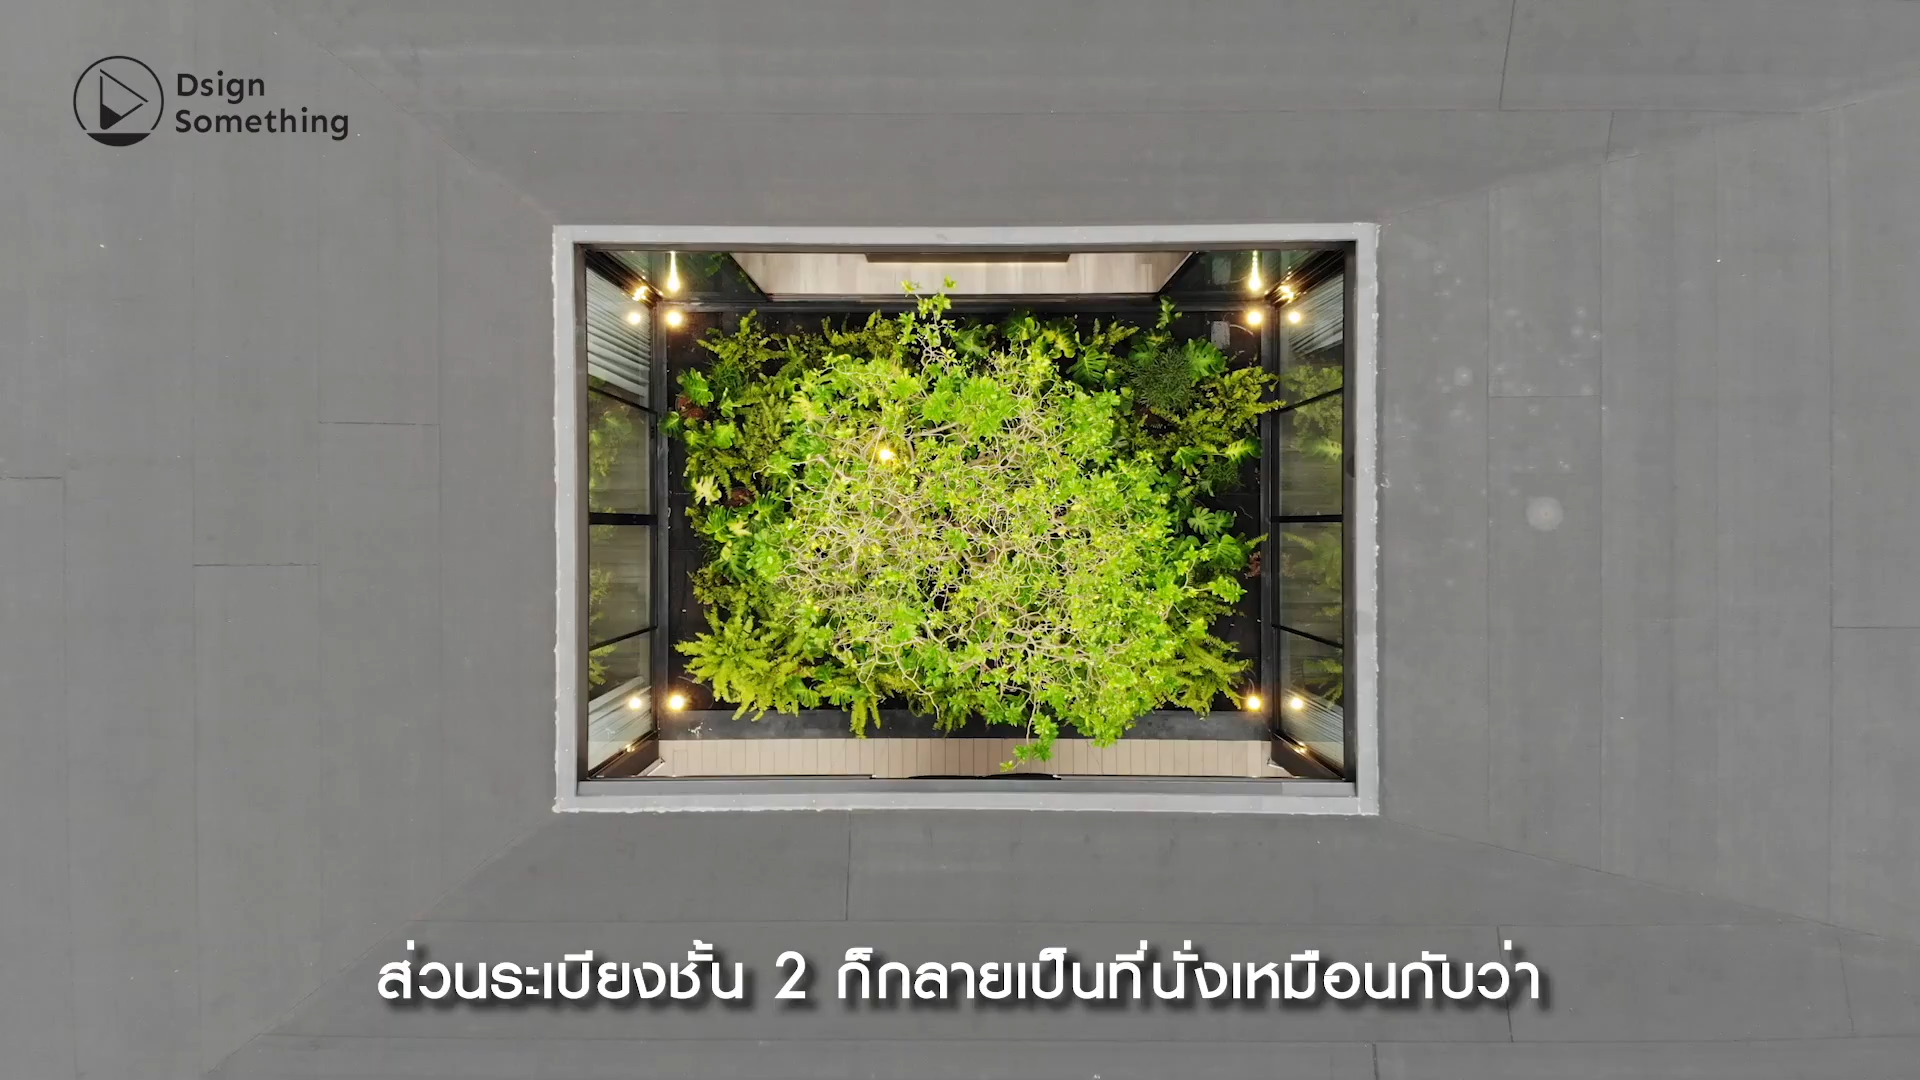 Dsign
Something
ส่วนระเบียงชั้น 2 ก็กลายเป็นที่นั่งเหมือนกับว่า